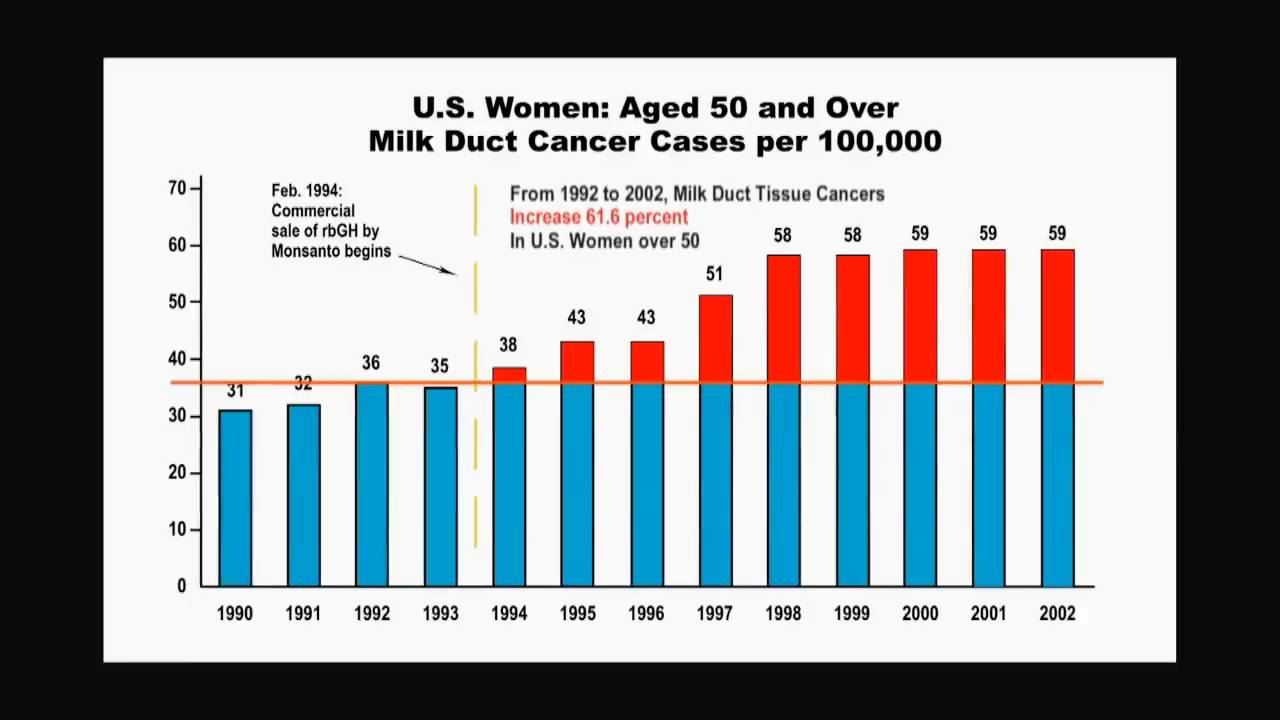 U.S. Women: Aged 50 and Over
Milk Duct Cancer Cases per 100,000
Feb. 1994:
Commercial
sale of rbGH by
Monsanto begins
From 1992 to 2002, Milk Duct Tissue Cancers
Increase 61.6 percent
In U.S. Women over 50
70
60
50
40
30
20
10
0
31
32
36
35
38
43
43
51
58
58
59
59
59
1990 1991 1992 1993 1994 1995 1996 1997 1998 1999 2000 2001 2002